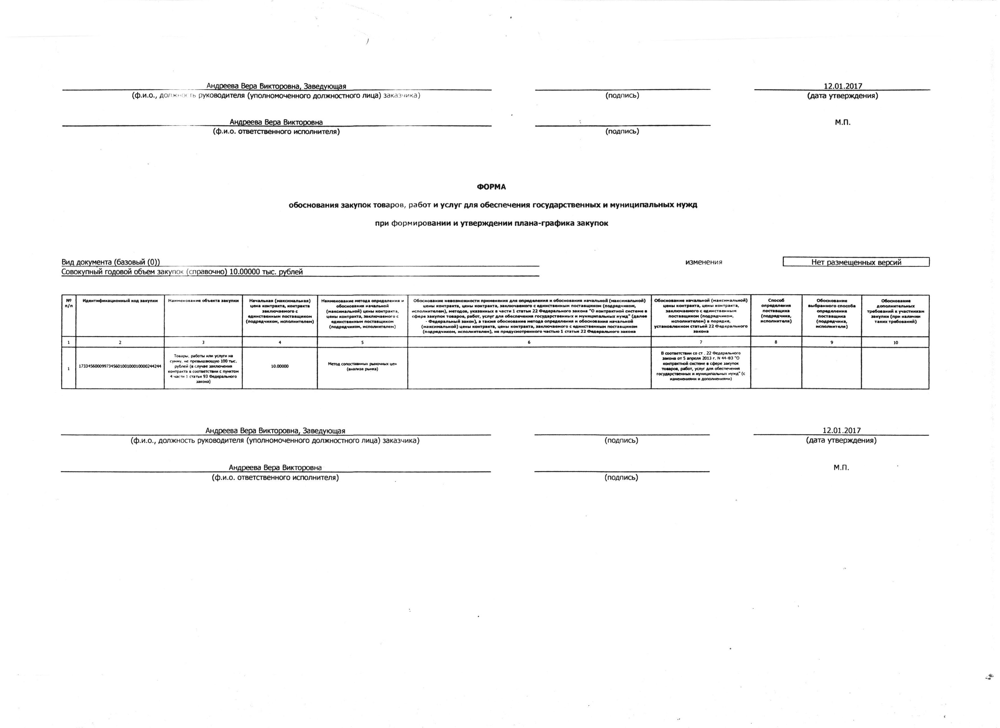 Андреева Вера Викторовна, Заведующая
12.01.2017
(ф.и.о., должность руководителя (уполномоченного должностного лица) заказчика)
(подпись)
(дата утверждения)
Андреева Вера Викторовна
М.П.
(ф.и.о. ответственного исполнителя)
(подпись)
ФОРМА
обоснования закупок товаров, работ и услуг для обеспечения государственных и муниципальных нужд
при формировании и утверждении плана-графика закупок
Вид документа (базовый (0))
изменения
Нет размещенных версий
Совокупный годовой объем закупок (справочно) 10.00000 тыс. рублей
№
п/п
Идентификационный код закупки
Наименование объекта закупки
Начальная (максимальная)
цена контракта, контракта
заключаемого с
единственным поставщиком
(подрядчиком, исполнителем)
Наименование метода определения и
обоснования начальной
(максимальной) цены контракта,
цены контракта, заключаемого с
единственным поставщиком
(подрядчиком, исполнителем)
Обоснование невозможности применения для определения и обоснования начальной (максимальной)
цены контракта, цены контракта, заключаемого с единственным поставщиком (подрядчиком,
исполнителем), методов, указанных в части 1 статьи 22 Федерального закона "О контрактной системе в
сфере закупок товаров, работ, услуг для обеспечения государственных и муниципальных нужд" (далее
- Федеральный закон), а также обоснование метода определения и обоснования начальной
(максимальной) цены контракта, цены контракта, заключаемого с единственным поставщиком
(подрядчиком, исполнителем), не предусмотренного частью 1 статьи 22 Федерального закона
Обоснование начальной (максимальной)
цены контракта, цены контракта,
заключаемого с единственным
поставщиком (подрядчиком,
исполнителем) в порядке,
установленном статьей 22 Федерального
закона
Способ
определения
поставщика
(подрядчика,
исполнителя)
Обоснование
выбранного способа
определения
поставщика
(подрядчика,
исполнителя)
Обоснование
дополнительных
требований к участникам
закупки (при наличии
таких требований)
1
2
3
4
5
6
7
8
9
10
1
173345600099734560100100010000244244
Товары, работы или услуги на
сумму, не превышающую 100 тыс.
рублей (в случае заключения
контракта в соответствии с пунктом
4 части 1 статьи 93 Федерального
закона)
10.00000
Метод сопоставимых рыночных цен
(анализа рынка)
В соответствии со ст . 22 Федерального
закона от 5 апреля 2013 г. N 44-ФЗ "О
контрактной системе в сфере закупок
товаров, работ, услуг для обеспечения
государственных и муниципальных нужд" (с
изменениями и дополнениями)
Андреева Вера Викторовна, Заведующая
12.01.2017
(ф.и.о., должность руководителя (уполномоченного должностного лица) заказчика)
(подпись)
(дата утверждения)
Андреева Вера Викторовна
М.П.
(ф.и.о. ответственного исполнителя)
(подпись)